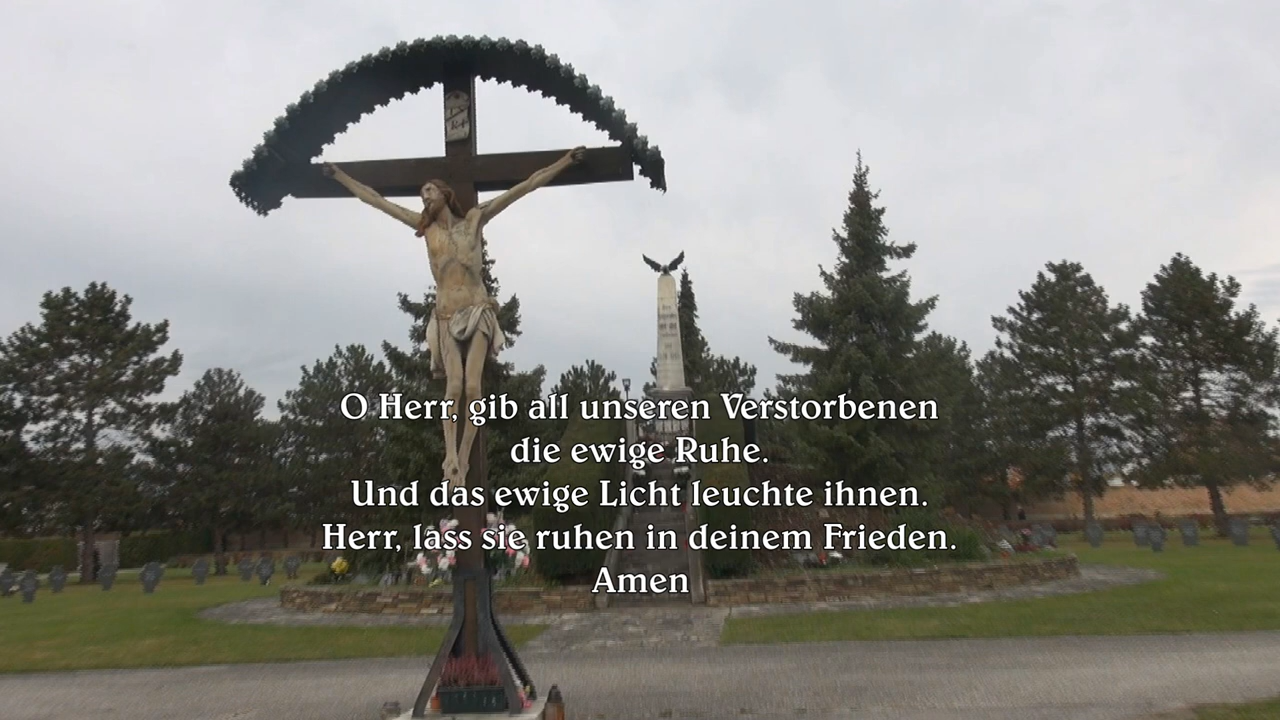 O Herr, gib all unseren Verstorbenen
die ewige Ruhe.
Und das ewige Licht leuchte ihnen.
Herr, lass sie ruhen in deinem Frieden.
Amen